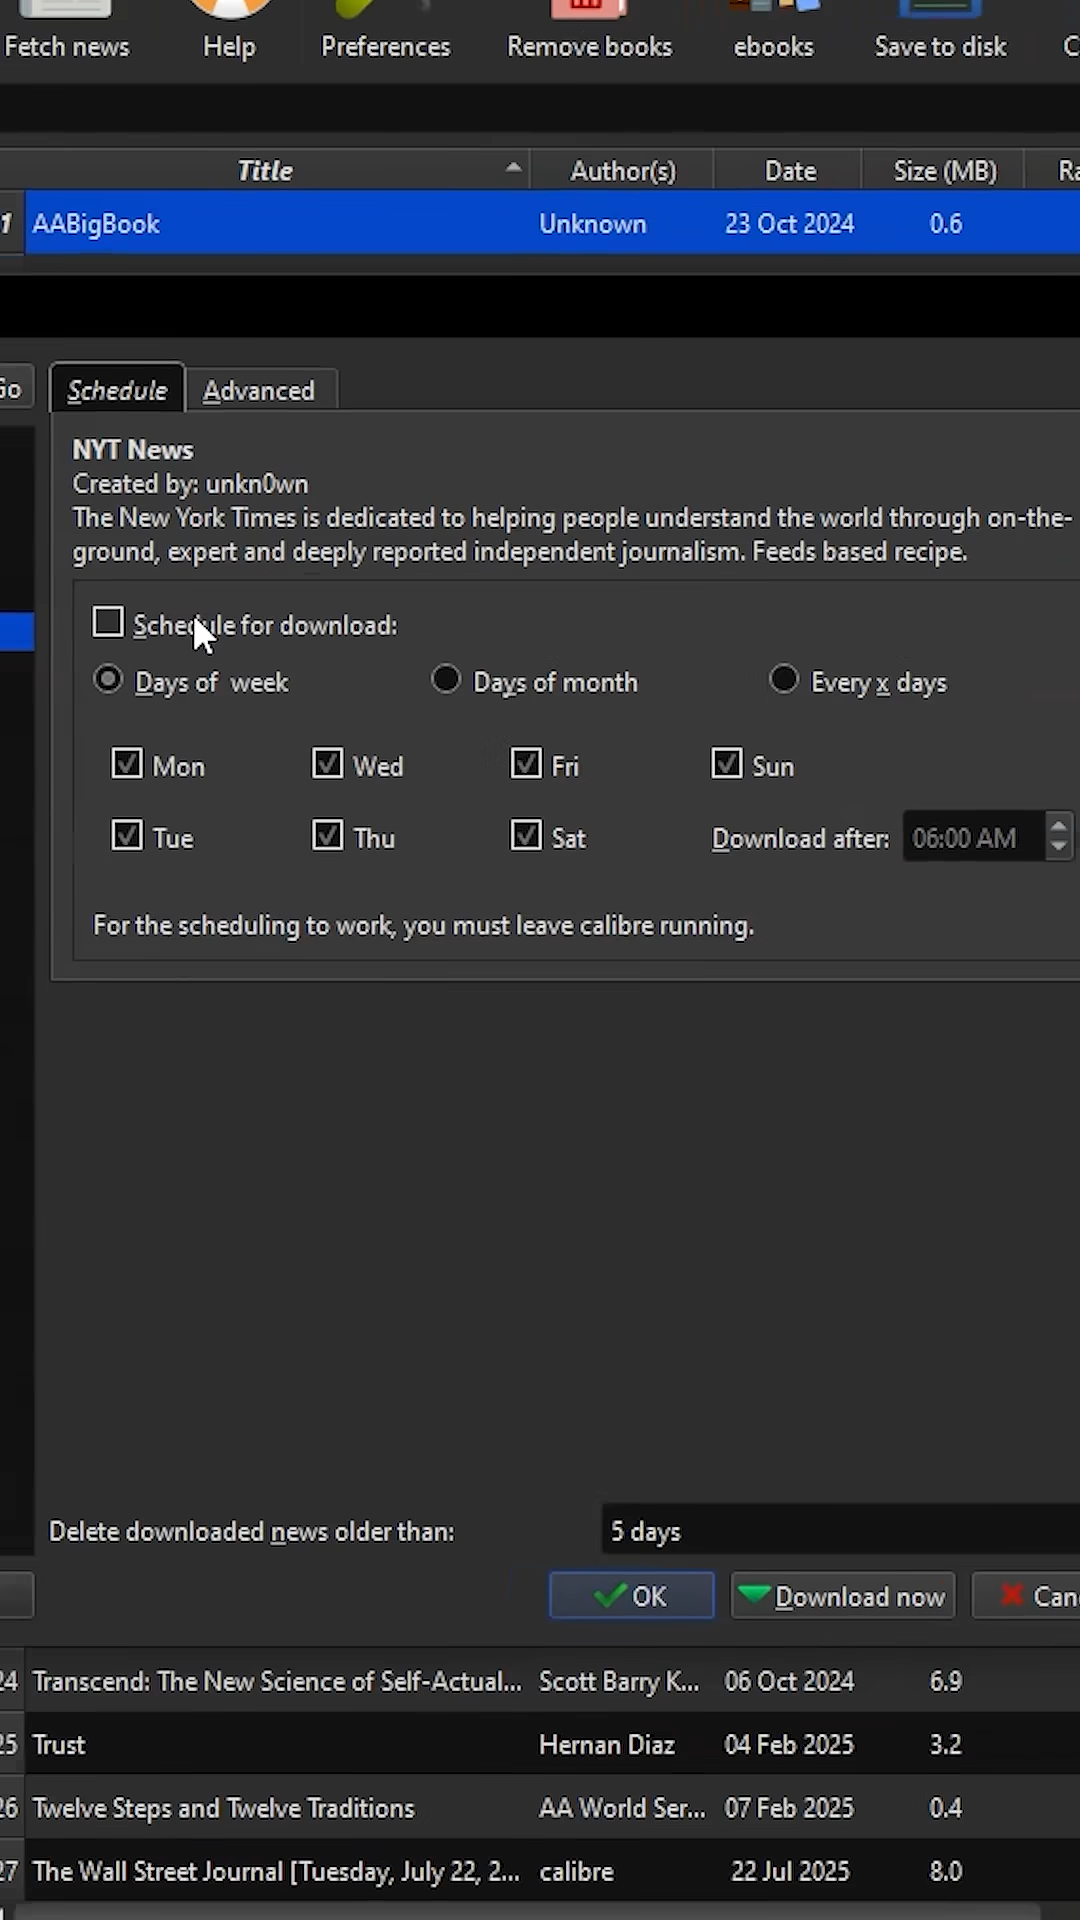 Fetch news Help Preferences Remove books ebooks Save to disk
Title Author(s) Date Size (MB)
1 AABigBook Unknown 23 Oct 2024 0.6
Go Schedule Advanced
NYT News
Created by: unkn0wn
The New York Times is dedicated to helping people understand the world through on-the-
ground, expert and deeply reported independent journalism. Feeds based recipe.
Schedule for download:
Days of week Days of month Every x days
Mon Wed Fri Sun
Tue Thu Sat Download after: 06:00 AM
For the scheduling to work, you must leave calibre running.
Delete downloaded news older than: 5 days
OK Download now
24 Transcend: The New Science of Self-Actual... Scott Barry K... 06 Oct 2024 6.9
25 Trust Hernan Diaz 04 Feb 2025 3.2
26 Twelve Steps and Twelve Traditions AA World Ser... 07 Feb 2025 0.4
27 The Wall Street Journal [Tuesday, July 22, 2... calibre 22 Jul 2025 8.0